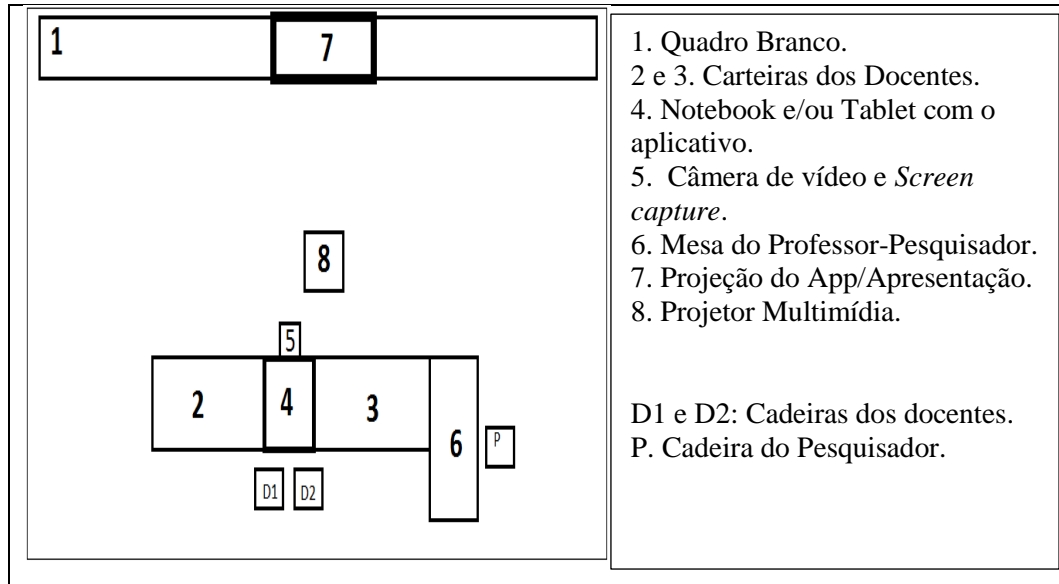 1
7
8
5
2
4
3
6
P
D1
D2
1. Quadro Branco.
2 e 3. Carteiras dos Docentes.
4. Notebook e/ou Tablet com o
aplicativo.
5. Câmera de vídeo e Screen
capture.
6. Mesa do Professor-Pesquisador.
7. Projeção do App/Apresentação.
8. Projetor Multimídia.
D1 e D2: Cadeiras dos docentes.
P. Cadeira do Pesquisador.